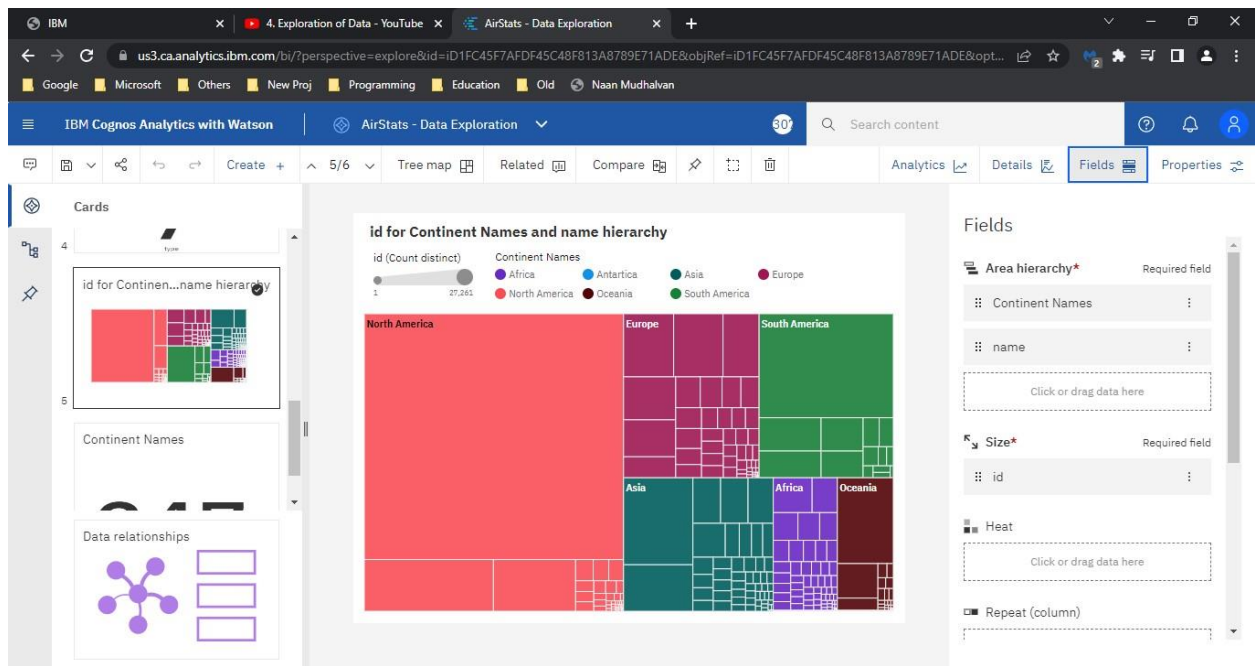 IBM
4. Exploration of Data - YouTube
AirStats - Data Exploration
us3.ca.analytics.ibm.com/bi/?perspective=explore&id=iD1FC45F7AFDF45C48F813A8789E71ADE&objRef=iD1FC45F7AFDF45C48F813A8789E71ADE&opt...
2
Google Microsoft Others New Proj Programming Education Old Naan Mudhalvan
IBM Cognos Analytics with Watson
AirStats - Data Exploration
Search content
Create + 5/6 Tree map Related Compare Analytics Details Fields Properties
Cards
4
type
id for Continen...name hierarchy
5
Continent Names
Data relationships
id for Continent Names and name hierarchy
id (Count distinct)
1 27,261
Continent Names
Africa Antartica Asia Europe
North America Oceania South America
North America
Europe
South America
Asia
Africa
Oceania
Fields
Area hierarchy* Required field
Continent Names
name
Click or drag data here
Size* Required field
id
Heat
Click or drag data here
Repeat (column)